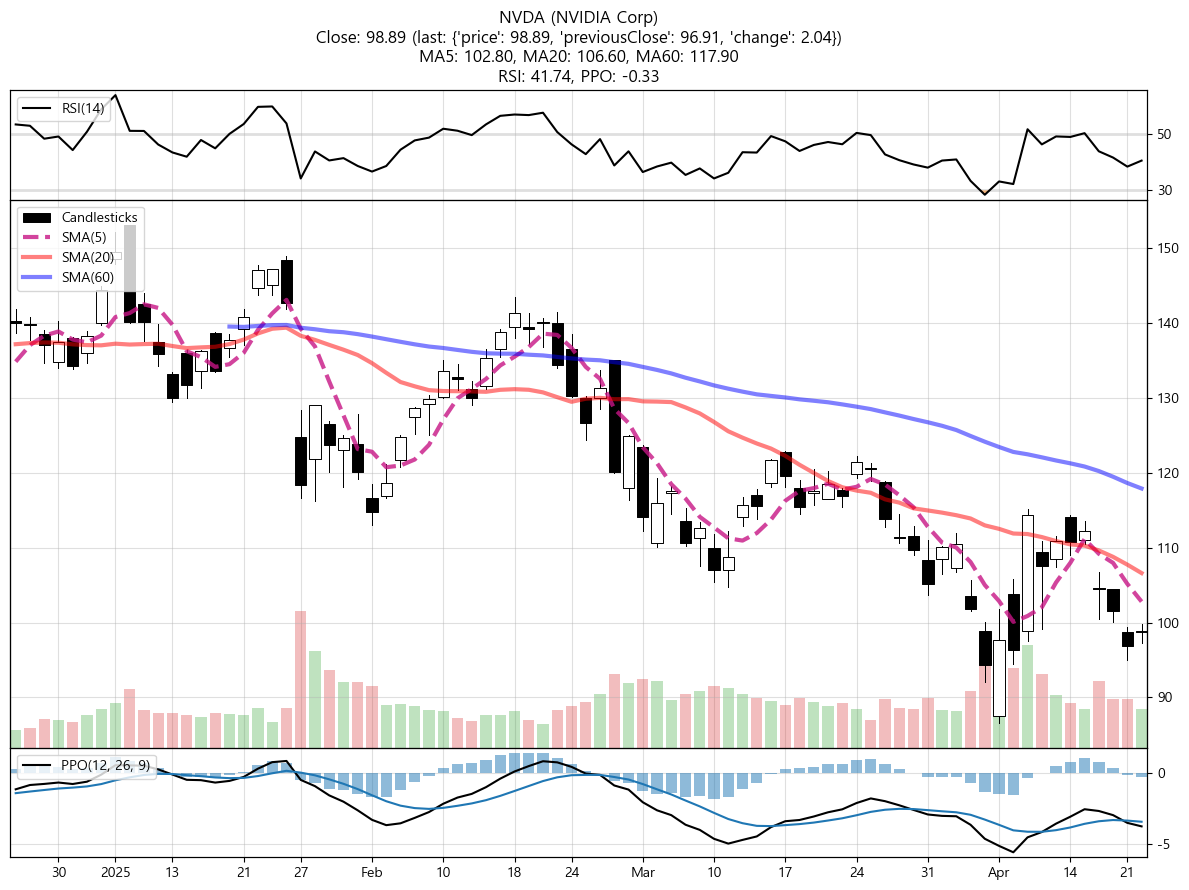 NVDA (NVIDIA Corp)
Close: 98.89 (last: {'price': 98.89, 'previousClose': 96.91, 'change': 2.04})
MA5: 102.80, MA20: 106.60, MA60: 117.90
RSI: 41.74, PPO: -0.33
RSI(14)
50
30
Candlesticks
SMA(5)
SMA(20)
SMA(60)
150
140
130
120
110
100
90
PPO(12, 26, 9)
0
-5
30 2025 13 21 27 Feb 10 18 24 Mar 10 17 24 31 Apr 14 21